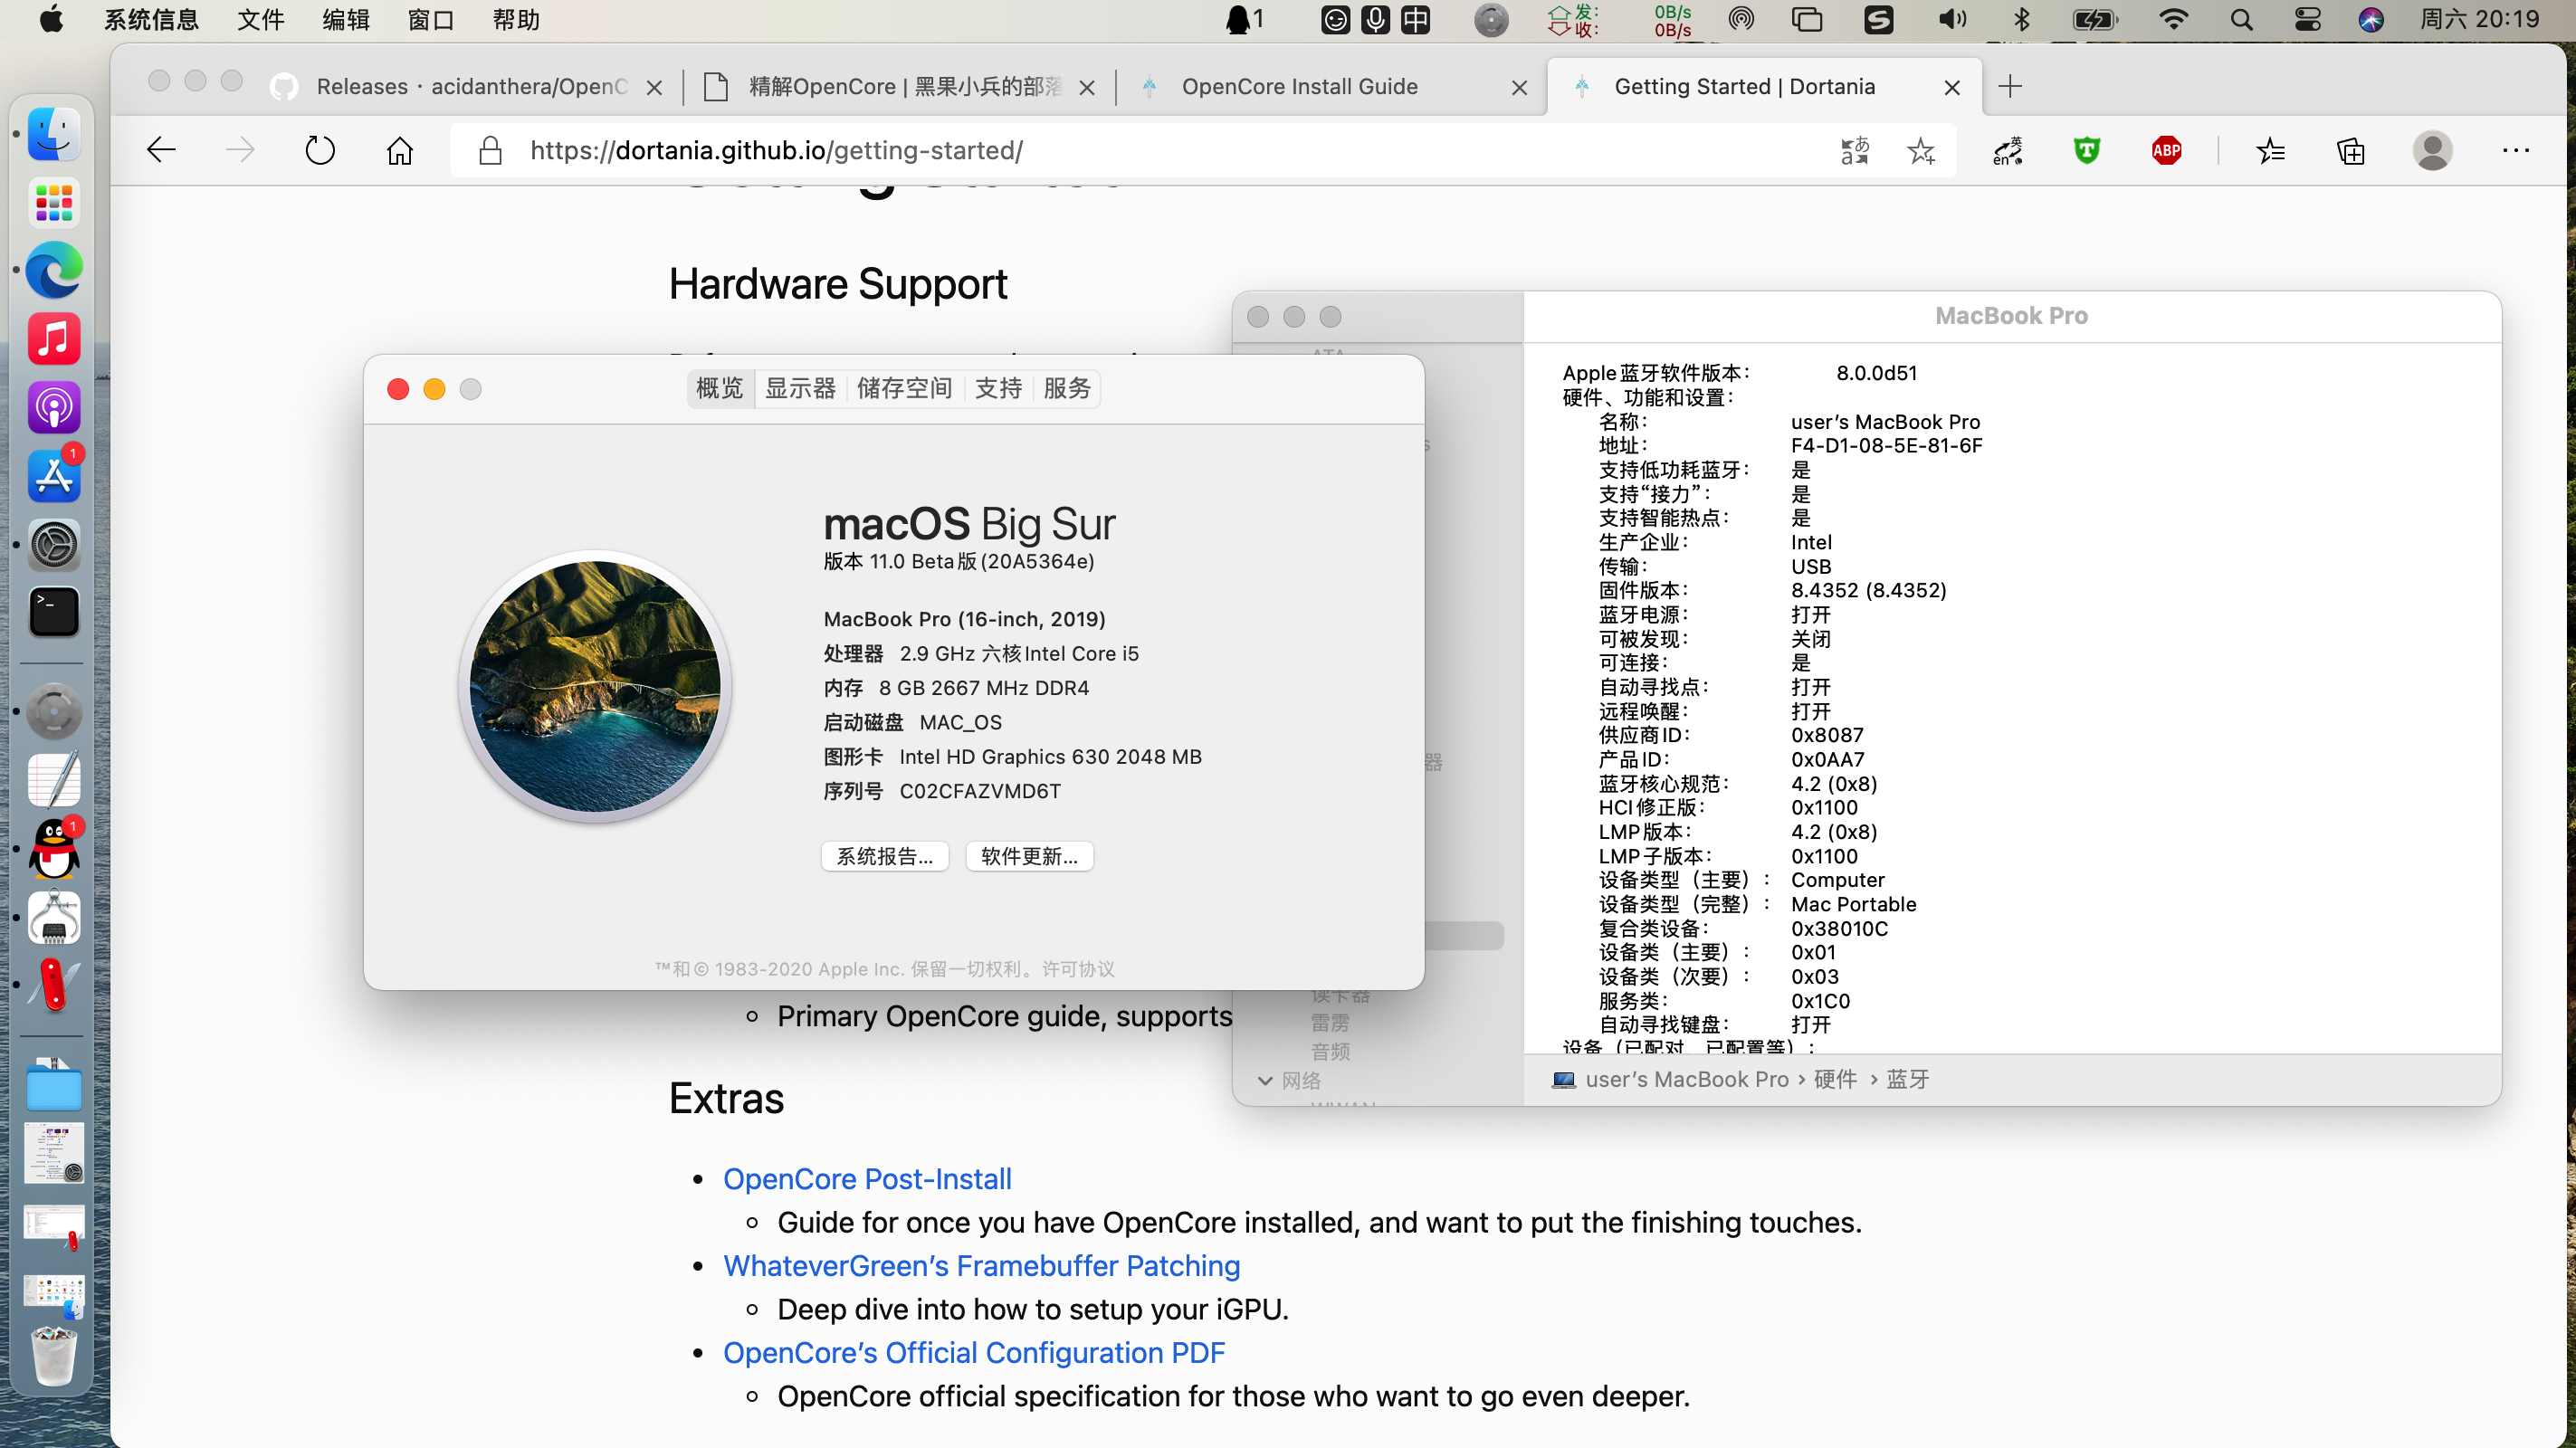 系统信息 文件 编辑 窗口 帮助 1 中 发: 收: 0B/s 0B/s 周六 20:19
Releases · acidanthera/OpenC
精解OpenCore | 黑果小兵的部落
OpenCore Install Guide
Getting Started | Dortania
https://dortania.github.io/getting-started/
en 英
ABP
Hardware Support
概览 显示器 储存空间 支持 服务
macOS Big Sur
版本 11.0 Beta版 (20A5364e)
MacBook Pro (16-inch, 2019)
处理器 2.9 GHz 六核Intel Core i5
内存 8 GB 2667 MHz DDR4
启动磁盘 MAC_OS
图形卡 Intel HD Graphics 630 2048 MB
序列号 C02CFAZVMD6T
系统报告... 软件更新...
™和© 1983-2020 Apple Inc. 保留一切权利。许可协议
MacBook Pro
Apple蓝牙软件版本: 8.0.0d51
硬件、功能和设置:
名称: user’s MacBook Pro
地址: F4-D1-08-5E-81-6F
支持低功耗蓝牙: 是
支持“接力”: 是
支持智能热点: 是
生产企业: Intel
传输: USB
固件版本: 8.4352 (8.4352)
蓝牙电源: 打开
可被发现: 关闭
可连接: 是
自动寻找点: 打开
远程唤醒: 打开
供应商ID: 0x8087
产品ID: 0x0AA7
蓝牙核心规范: 4.2 (0x8)
HCI修正版: 0x1100
LMP版本: 4.2 (0x8)
LMP子版本: 0x1100
设备类型（主要）: Computer
设备类型（完整）: Mac Portable
复合类设备: 0x38010C
设备类（主要）: 0x01
设备类（次要）: 0x03
服务类: 0x1C0
自动寻找键盘: 打开
设备（已配对、已配置等）:
器
读卡器
雷雳
音频
网络
WWAN
user’s MacBook Pro › 硬件 › 蓝牙
Primary OpenCore guide, supports
Extras
OpenCore Post-Install
Guide for once you have OpenCore installed, and want to put the finishing touches.
WhateverGreen’s Framebuffer Patching
Deep dive into how to setup your iGPU.
OpenCore’s Official Configuration PDF
OpenCore official specification for those who want to go even deeper.
1
1